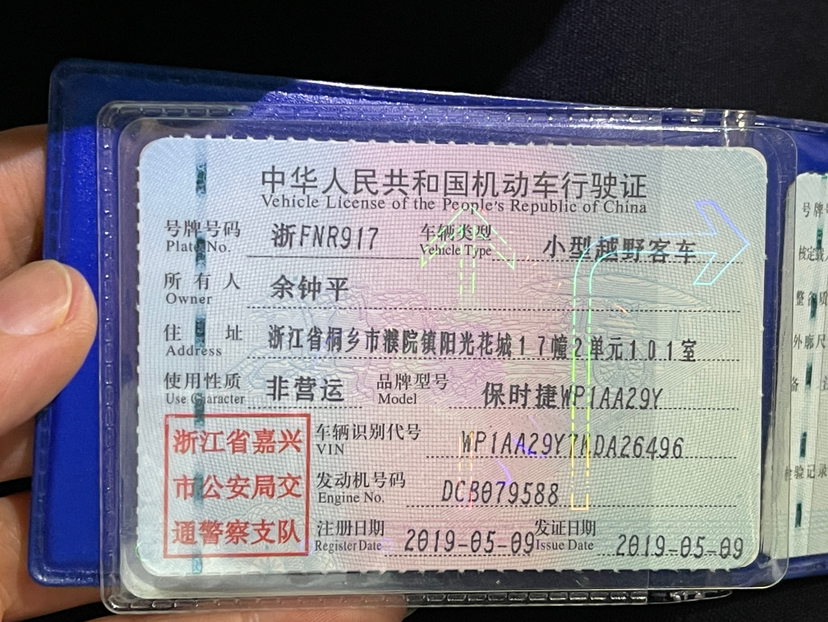 中华人民共和国机动车行驶证
Vehicle License of the People's Republic of China
号牌号码 浙FNR917 车辆类型 小型越野客车
Plate No. Vehicle Type
所有人 余钟平
Owner
住址 浙江省桐乡市濮院镇阳光花城17幢2单元101室
Address
使用性质 非营运 品牌型号 保时捷WP1AA29Y
Use Character Model
浙江省嘉兴
市公安局交
通警察支队
车辆识别代号
VIN
发动机号码 DCB079588
Engine No.
注册日期 2019-05-09 发证日期 2019-05-09
Register Date Issue Date